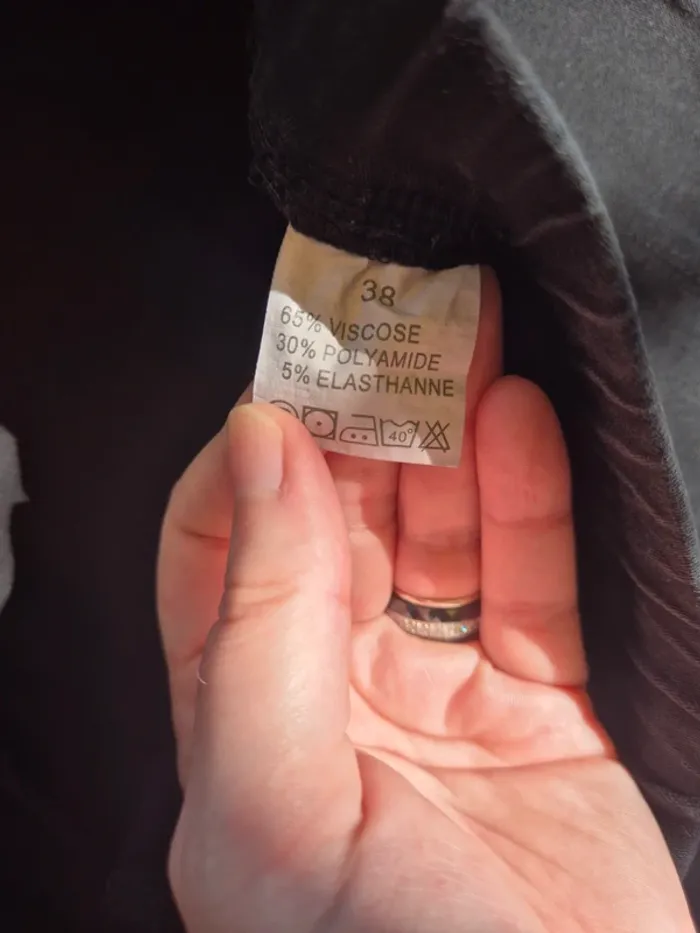 38
65% VISCOSE
30% POLYAMIDE
5% ELASTHANNE
40°